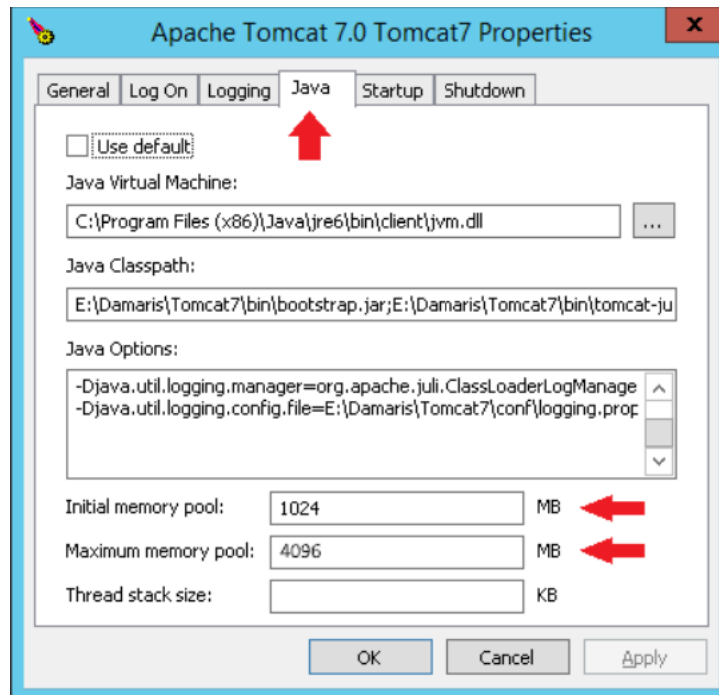 Apache Tomcat 7.0 Tomcat7 Properties
x
General Log On Logging Java Startup Shutdown
Use default
Java Virtual Machine:
C:\Program Files (x86)\Java\jre6\bin\client\jvm.dll
...
Java Classpath:
E:\Damaris\Tomcat7\bin\bootstrap.jar;E:\Damaris\Tomcat7\bin\tomcat-ju
Java Options:
-Djava.util.logging.manager=org.apache.juli.ClassLoaderLogManage
-Djava.util.logging.config.file=E:\Damaris\Tomcat7\conf\logging.prop
Initial memory pool: 1024 MB
Maximum memory pool: 4096 MB
Thread stack size: KB
OK Cancel Apply